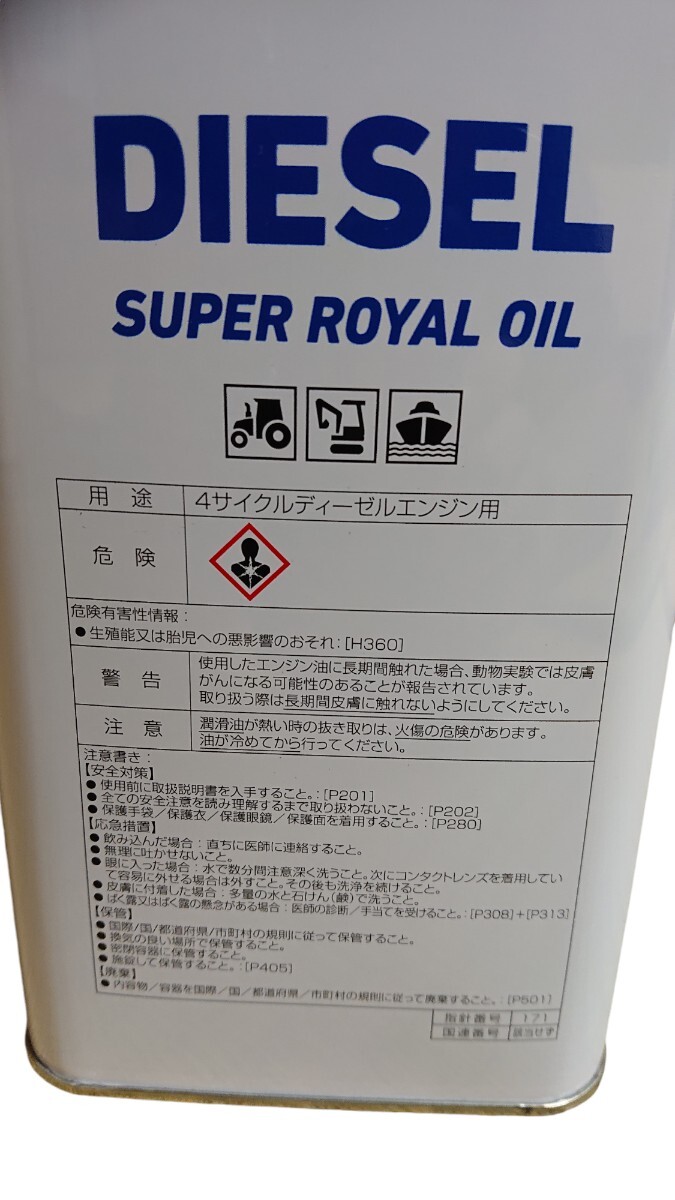 DIESEL
SUPER ROYAL OIL
用途 4サイクルディーゼルエンジン用
危険
危険有害性情報:
●生殖能又は胎児への悪影響のおそれ:[H360]
警告
使用したエンジン油に長期間触れた場合、動物実験では皮膚
がんになる可能性のあることが報告されています。
取り扱う際は長期間皮膚に触れないようにしてください。
注意
潤滑油が熱い時の抜き取りは、火傷の危険があります。
油が冷めてから行ってください。
注意書き:
【安全対策】
●使用前に取扱説明書を入手すること。:[P201]
●全ての安全注意を読み理解するまで取り扱わないこと。:[P202]
●保護手袋/保護衣/保護眼鏡/保護面を着用すること。:[P280]
【応急措置】
●飲み込んだ場合:直ちに医師に連絡すること。
●無理に吐かせないこと。
●眼に入った場合:水で数分間注意深く洗うこと。次にコンタクトレンズを着用してい
て容易に外せる場合は外すこと。その後も洗浄を続けること。
●皮膚に付着した場合:多量の水と石けん(鹸)で洗うこと。
●ばく露又はばく露の懸念がある場合:医師の診断/手当てを受けること。:[P308]+[P313]
【保管】
●国際/国/都道府県/市町村の規則に従って保管すること。
●換気の良い場所で保管すること。
●密閉容器に保管すること。
●施錠して保管すること。:[P405]
【廃棄】
●内容物/容器を国際/国/都道府県/市町村の規則に従って廃棄すること。:[P501]
指針番号 171
国連番号 該当せず